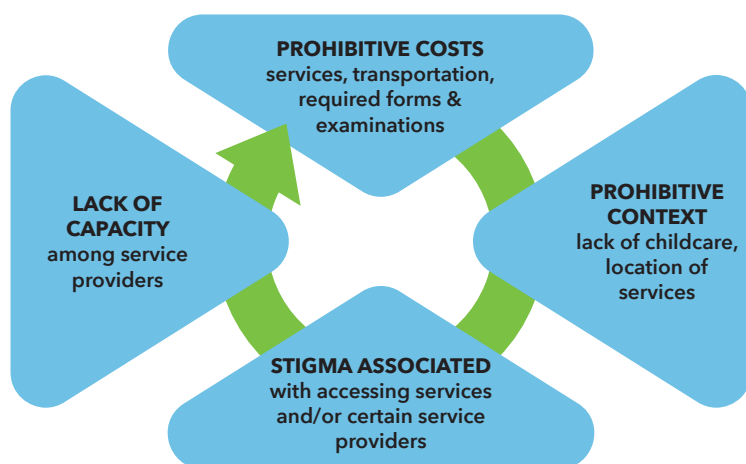 PROHIBITIVE COSTS
services, transportation,
required forms &
examinations
PROHIBITIVE
CONTEXT
lack of childcare,
location of
services
STIGMA ASSOCIATED
with accessing services
and/or certain service
providers
LACK OF
CAPACITY
among service
providers